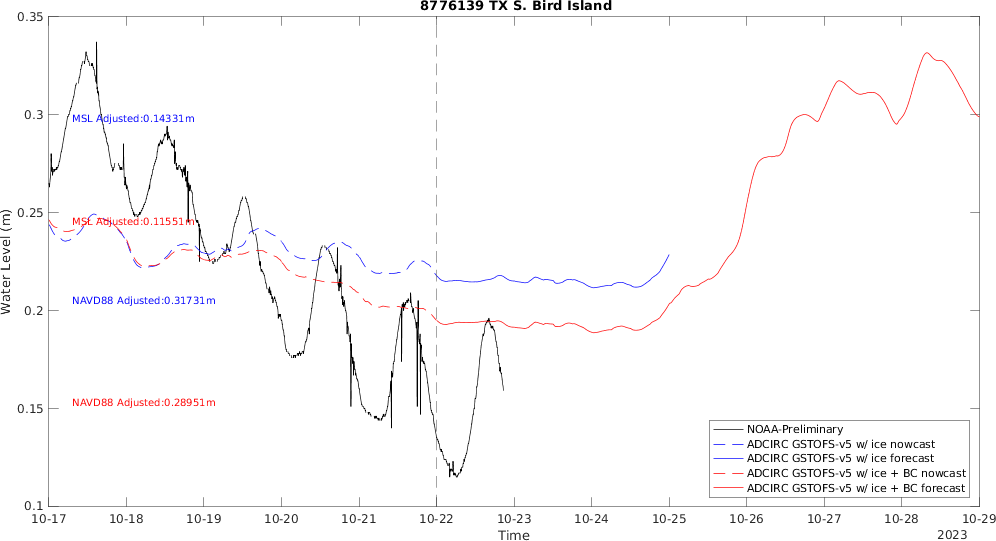 8776139 TX S. Bird Island
0.35
0.3
0.25
0.2
0.15
0.1
Water Level (m)
MSL Adjusted:0.14331m
MSL Adjusted:0.11551m
NAVD88 Adjusted:0.31731m
NAVD88 Adjusted:0.28951m
NOAA-Preliminary
ADCIRC GSTOFS-v5 w/ ice nowcast
ADCIRC GSTOFS-v5 w/ ice forecast
ADCIRC GSTOFS-v5 w/ ice + BC nowcast
ADCIRC GSTOFS-v5 w/ ice + BC forecast
10-17 10-18 10-19 10-20 10-21 10-22 10-23 10-24 10-25 10-26 10-27 10-28 10-29
Time
2023